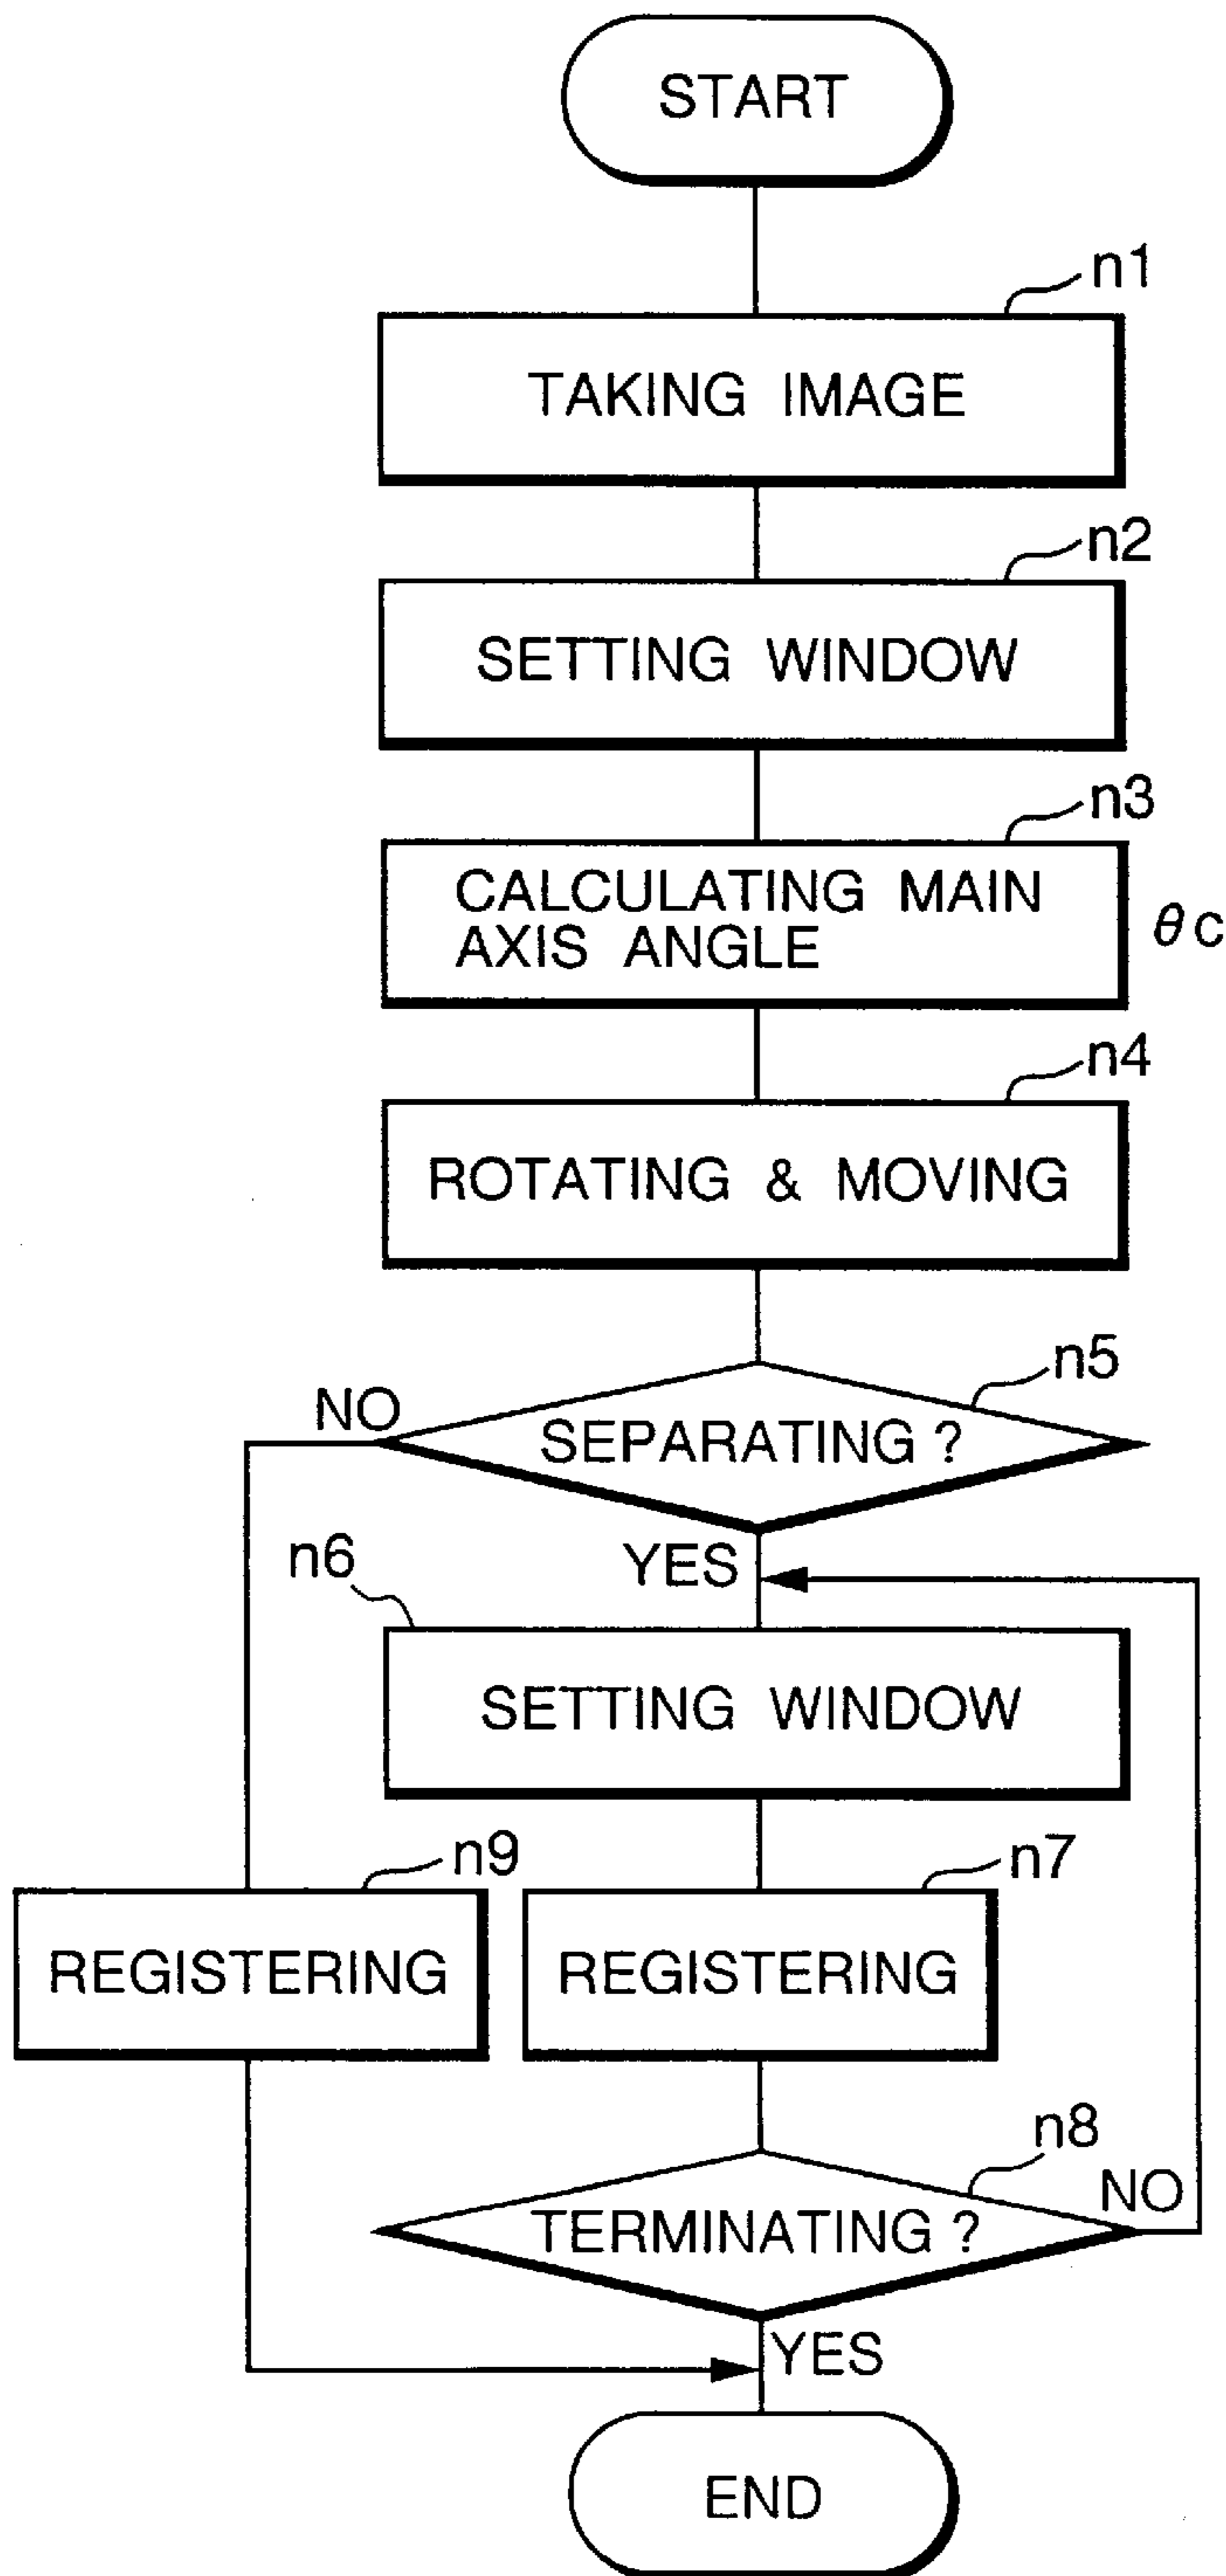 START
n1
TAKING IMAGE
n2
SETTING WINDOW
n3
CALCULATING MAIN
AXIS ANGLE
θc
n4
ROTATING & MOVING
n5
NO
SEPARATING ?
YES
n6
SETTING WINDOW
n9
n7
REGISTERING
REGISTERING
n8
NO
TERMINATING ?
YES
END